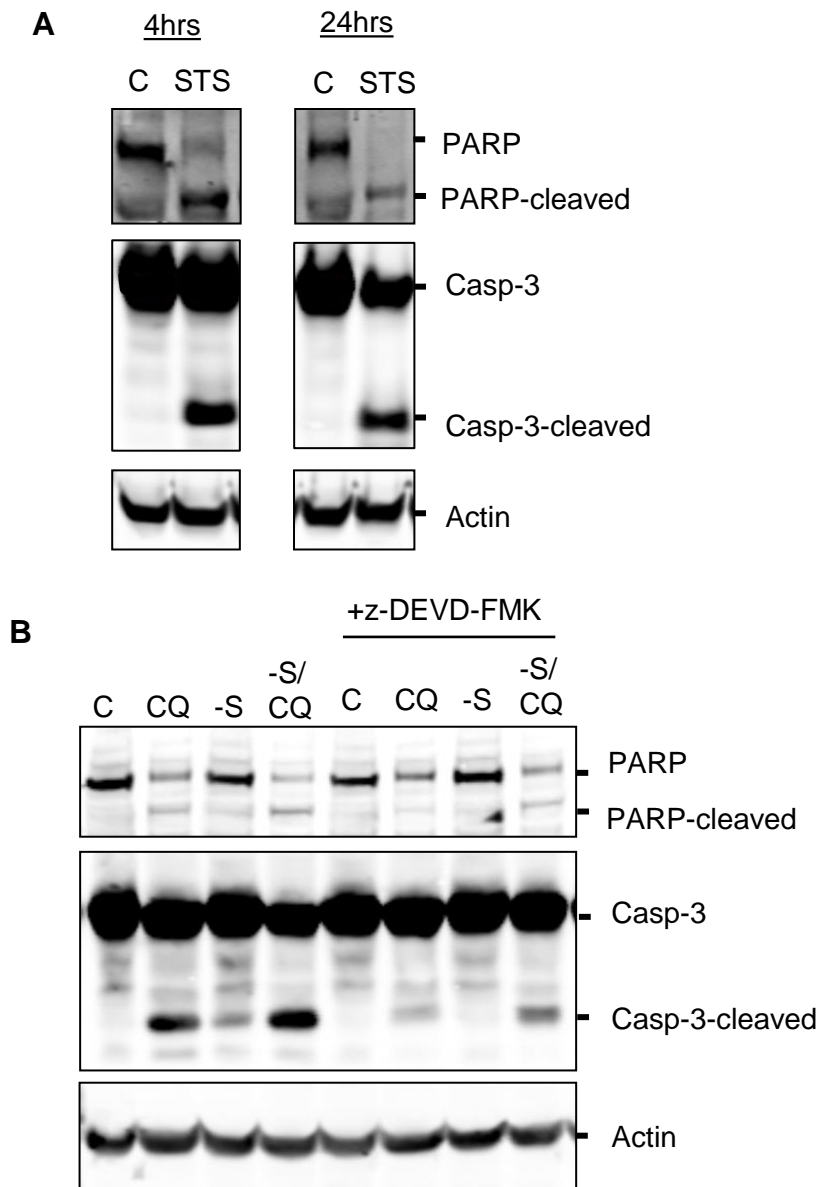 A
4hrs 24hrs
C STS C STS
PARP
PARP-cleaved
Casp-3
Casp-3-cleaved
Actin
B
+z-DEVD-FMK
C CQ -S -S/ CQ C CQ -S -S/ CQ
PARP
PARP-cleaved
Casp-3
Casp-3-cleaved
Actin